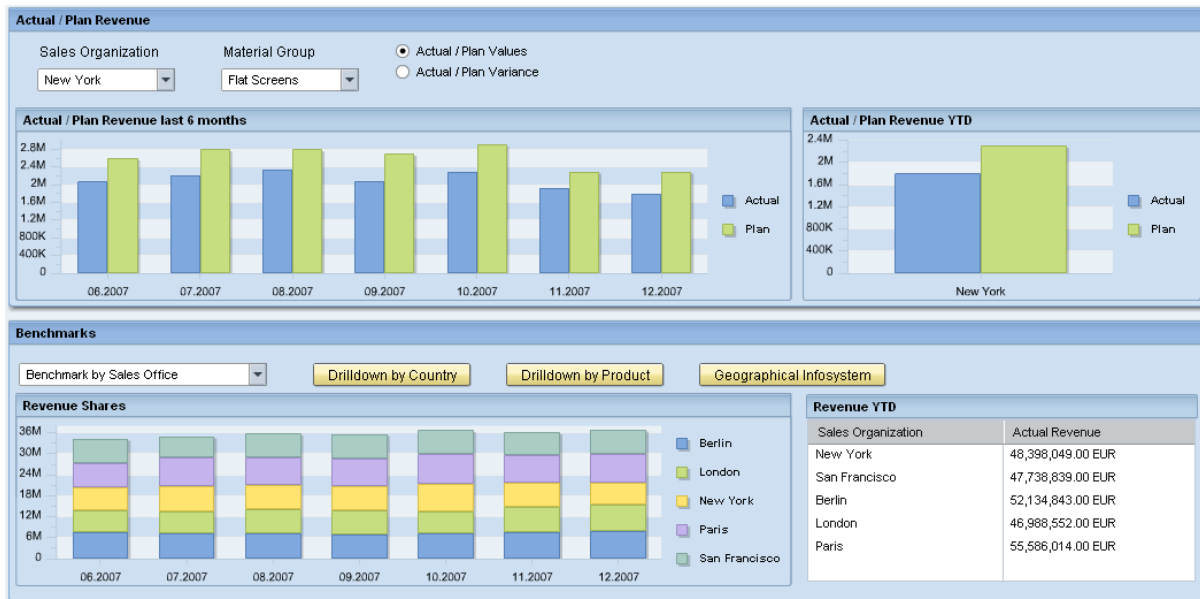 Actual / Plan Revenue
Sales Organization
Material Group
Actual / Plan Values
Actual / Plan Variance
New York
Flat Screens
Actual / Plan Revenue last 6 months
2.8M
2.4M
2M
1.6M
1.2M
800K
400K
0
06.2007 07.2007 08.2007 09.2007 10.2007 11.2007 12.2007
Actual
Plan
Actual / Plan Revenue YTD
2.4M
2M
1.6M
1.2M
800K
400K
0
New York
Actual
Plan
Benchmarks
Benchmark by Sales Office
Drilldown by Country
Drilldown by Product
Geographical Infosystem
Revenue Shares
36M
30M
24M
18M
12M
6M
0
06.2007 07.2007 08.2007 09.2007 10.2007 11.2007 12.2007
Berlin
London
New York
Paris
San Francisco
Revenue YTD
Sales Organization Actual Revenue
New York 48,398,049.00 EUR
San Francisco 47,738,839.00 EUR
Berlin 52,134,843.00 EUR
London 46,988,552.00 EUR
Paris 55,586,014.00 EUR